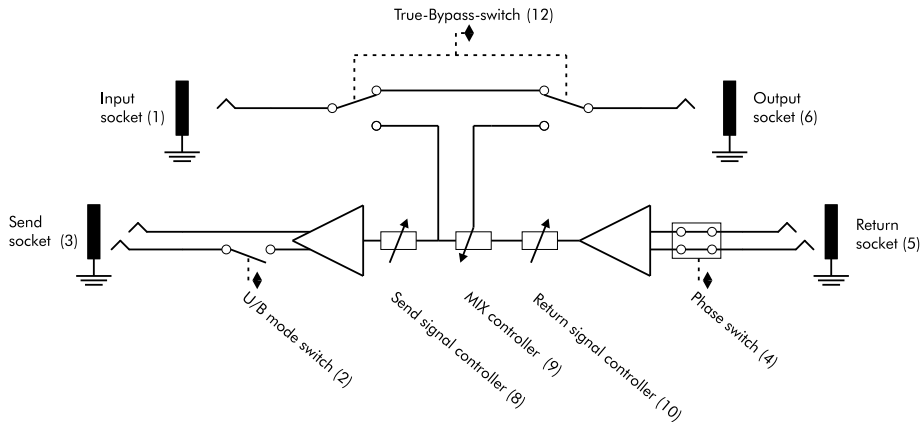 True-Bypass-switch (12)
Input
socket (1)
Output
socket (6)
Send
socket (3)
Return
socket (5)
U/B mode switch (2)
Send signal controller (8)
MIX controller (9)
Return signal controller (10)
Phase switch (4)